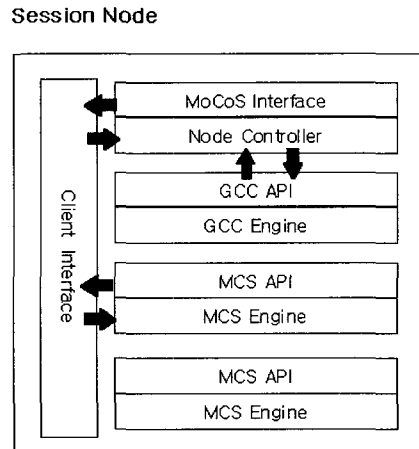 Session Node
MoCoS Interface
Node Controller
GCC API
GCC Engine
Client Interface
MCS API
MCS Engine
MCS API
MCS Engine